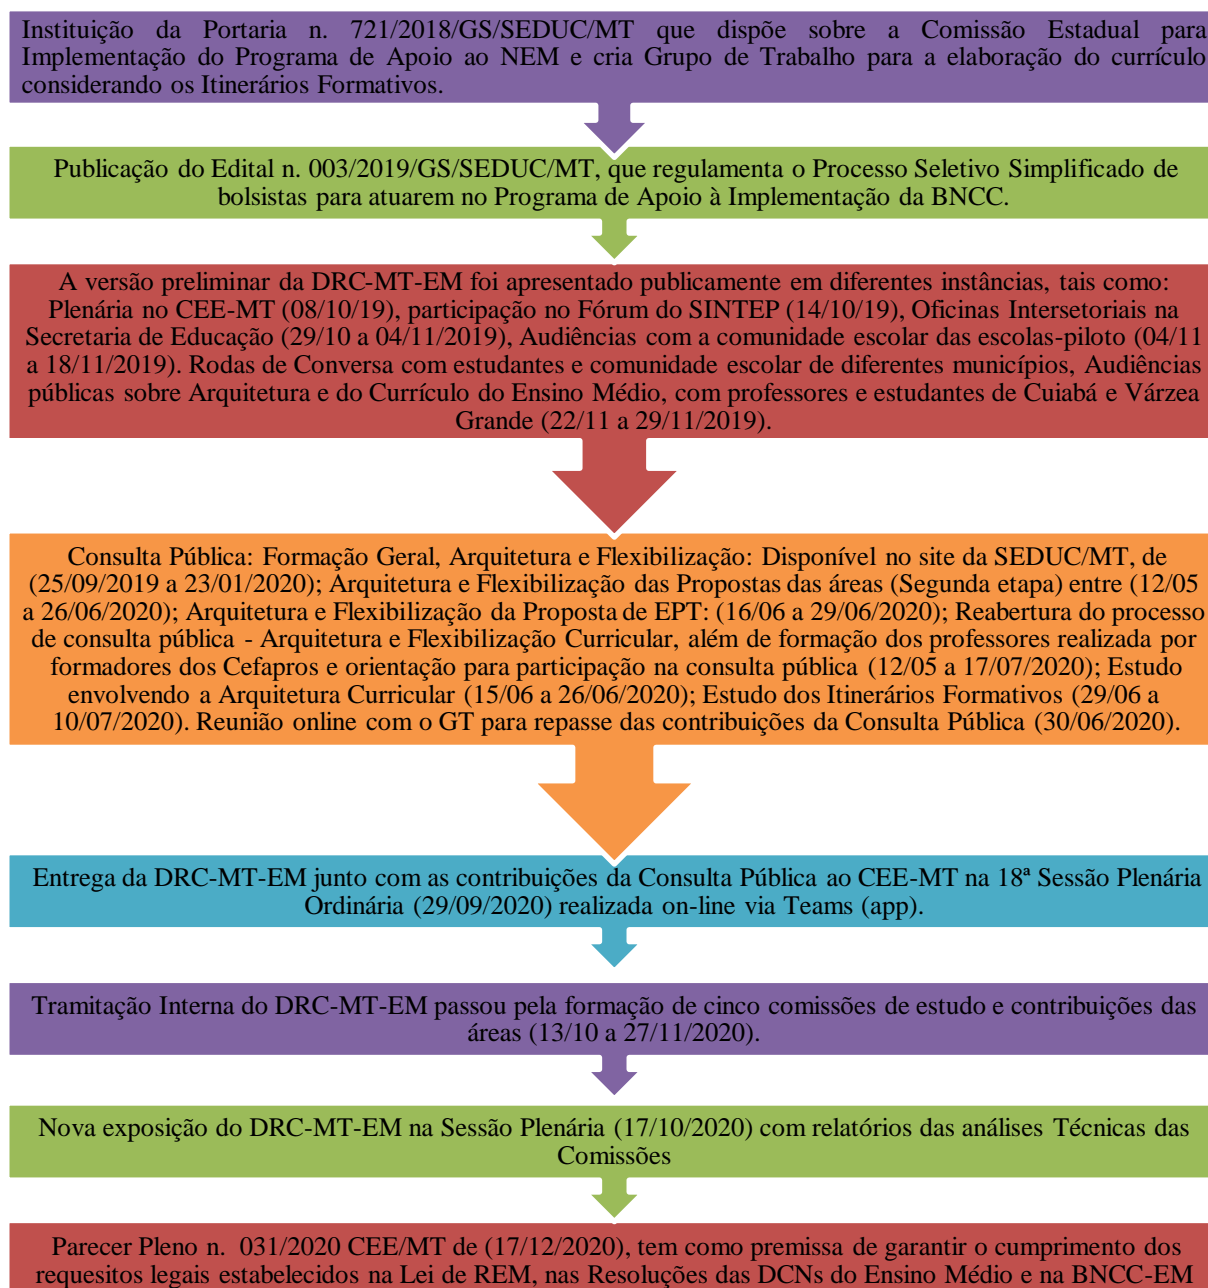 Instituição da Portaria n. 721/2018/GS/SEDUC/MT que dispõe sobre a Comissão Estadual para
Implementação do Programa de Apoio ao NEM e cria Grupo de Trabalho para a elaboração do currículo
considerando os Itinerários Formativos.
Publicação do Edital n. 003/2019/GS/SEDUC/MT, que regulamenta o Processo Seletivo Simplificado de
bolsistas para atuarem no Programa de Apoio à Implementação da BNCC.
A versão preliminar da DRC-MT-EM foi apresentado publicamente em diferentes instâncias, tais como:
Plenária no CEE-MT (08/10/19), participação no Fórum do SINTEP (14/10/19), Oficinas Intersetoriais na
Secretaria de Educação (29/10 a 04/11/2019), Audiências com a comunidade escolar das escolas-piloto (04/11
a 18/11/2019). Rodas de Conversa com estudantes e comunidade escolar de diferentes municípios, Audiências
públicas sobre Arquitetura e do Currículo do Ensino Médio, com professores e estudantes de Cuiabá e Várzea
Grande (22/11 a 29/11/2019).
Consulta Pública: Formação Geral, Arquitetura e Flexibilização: Disponível no site da SEDUC/MT, de
(25/09/2019 a 23/01/2020); Arquitetura e Flexibilização das Propostas das áreas (Segunda etapa) entre (12/05
a 26/06/2020); Arquitetura e Flexibilização da Proposta de EPT: (16/06 a 29/06/2020); Reabertura do processo
de consulta pública - Arquitetura e Flexibilização Curricular, além de formação dos professores realizada por
formadores dos Cefapros e orientação para participação na consulta pública (12/05 a 17/07/2020); Estudo
envolvendo a Arquitetura Curricular (15/06 a 26/06/2020); Estudo dos Itinerários Formativos (29/06 a
10/07/2020). Reunião online com o GT para repasse das contribuições da Consulta Pública (30/06/2020).
Entrega da DRC-MT-EM junto com as contribuições da Consulta Pública ao CEE-MT na 18ª Sessão Plenária
Ordinária (29/09/2020) realizada on-line via Teams (app).
Tramitação Interna do DRC-MT-EM passou pela formação de cinco comissões de estudo e contribuições das
áreas (13/10 a 27/11/2020).
Nova exposição do DRC-MT-EM na Sessão Plenária (17/10/2020) com relatórios das análises Técnicas das
Comissões
Parecer Pleno n. 031/2020 CEE/MT de (17/12/2020), tem como premissa de garantir o cumprimento dos
requesitos legais estabelecidos na Lei de REM, nas Resoluções das DCNs do Ensino Médio e na BNCC-EM